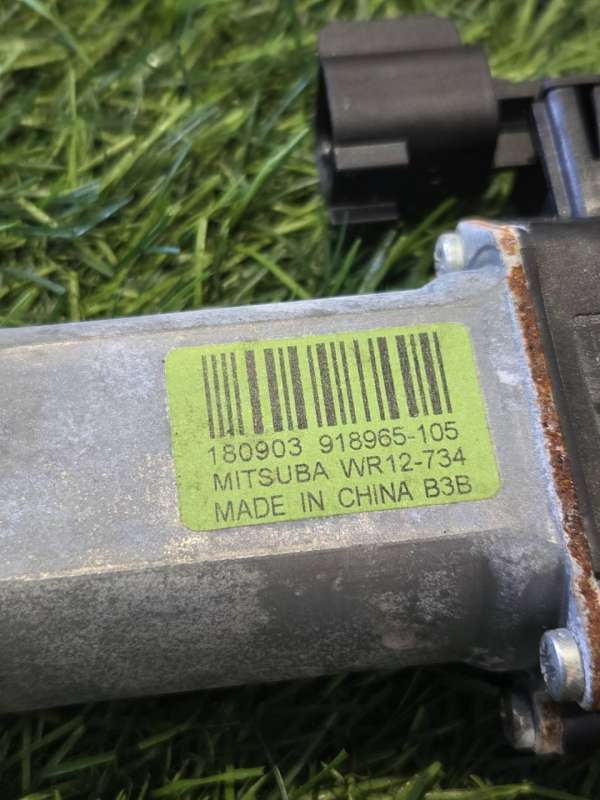 180903 918965-105
MITSUBA WR12-734
MADE IN CHINA B3B